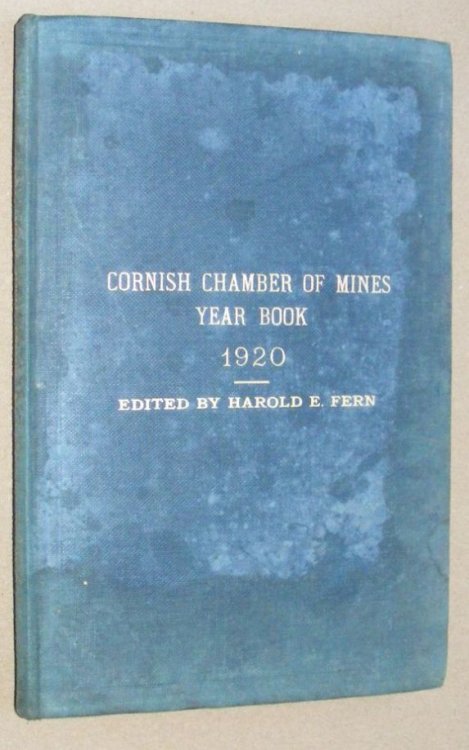 CORNISH CHAMBER OF MINES
YEAR BOOK
1920
EDITED BY HAROLD E. FERN